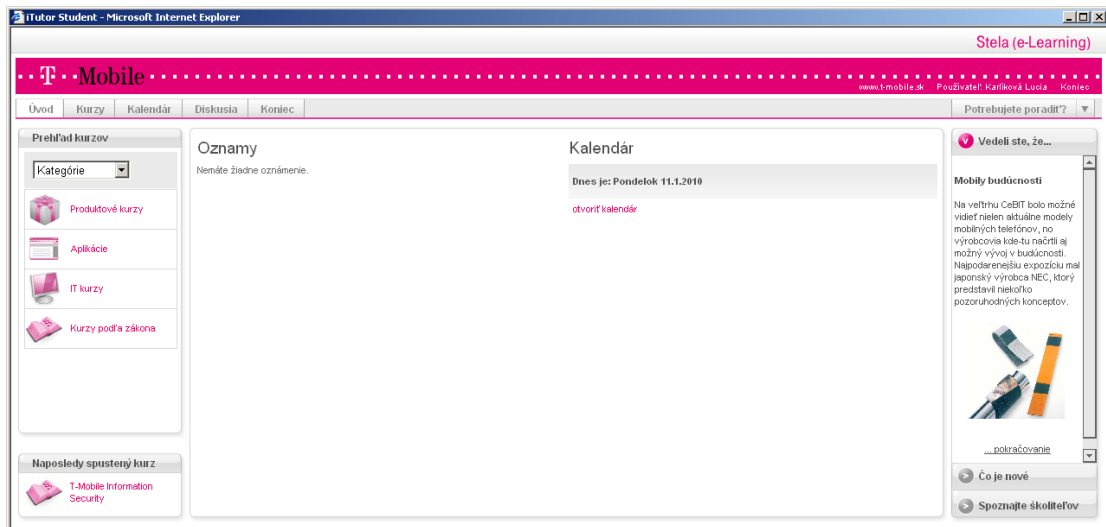 iTutor Student - Microsoft Internet Explorer
Stela (e-Learning)
T Mobile
www.t-mobile.sk Používateľ: Karlíková Lucia Koniec
Úvod Kurzy Kalendár Diskusia Koniec Potrebujete poradiť?
Prehľad kurzov
Kategórie
Produktové kurzy
Aplikácie
IT kurzy
Kurzy podľa zákona
Naposledy spustený kurz
T-Mobile Information
Security
Oznamy
Nemáte žiadne oznámenie.
Kalendár
Dnes je: Pondelok 11.1.2010
otvoriť kalendár
Vedeli ste, že...
Mobily budúcnosti
Na veľtrhu CeBIT bolo možné
vidieť nielen aktuálne modely
mobilných telefónov, no
výrobcovia kde-tu načrtli aj
možný vývoj v budúcnosti.
Najpodarenejšiu expozíciu mal
japonský výrobca NEC, ktorý
predstavil niekoľko
pozoruhodných konceptov.
... pokračovanie
Čo je nové
Spoznajte školiteľov